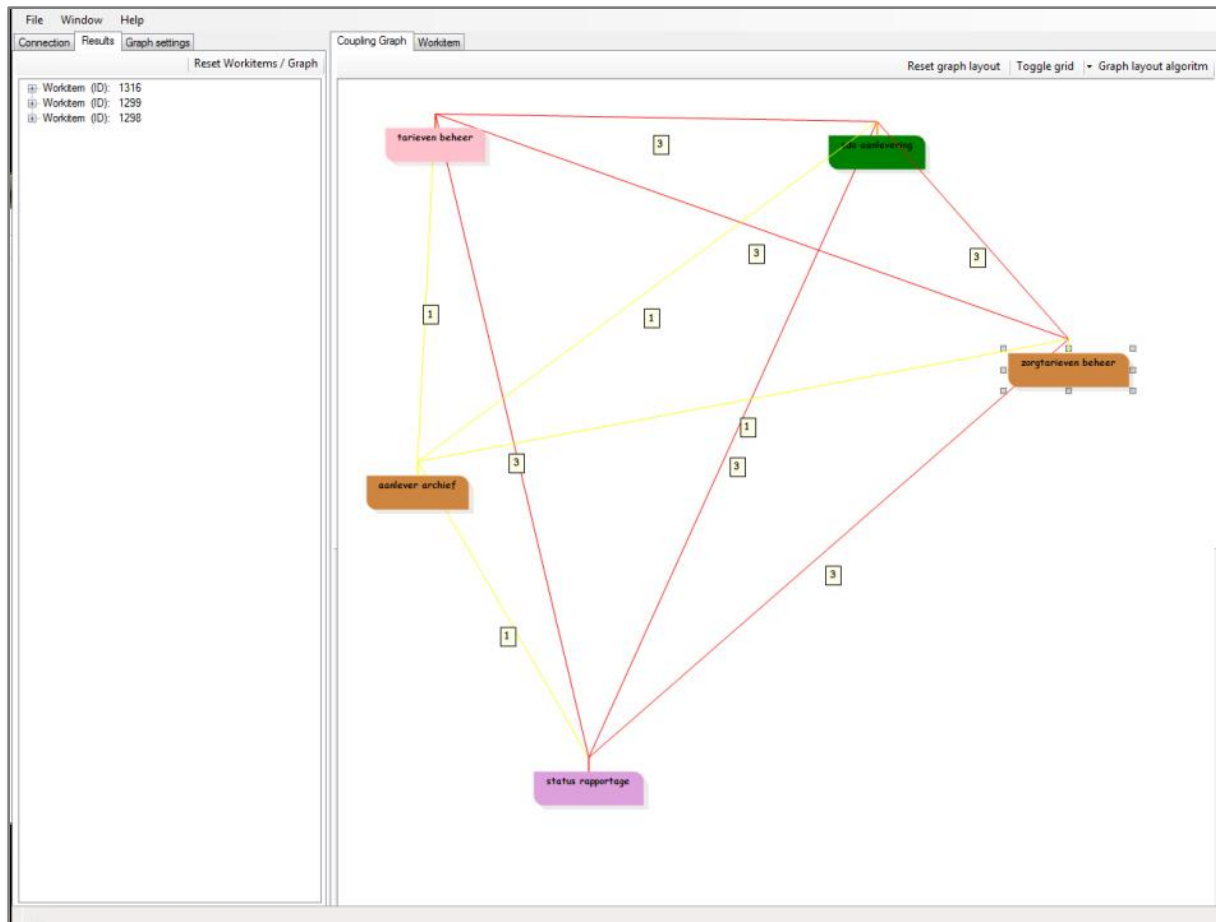 File Window Help
Connection Results Graph settings
Reset Workitems / Graph
Workitem (ID): 1316
Workitem (ID): 1299
Workitem (ID): 1298
Coupling Graph Workitem
Reset graph layout Toggle grid Graph layout algoritm
tarieven beheer
aanlevering
3
3
3
1
1
zorgtarieven beheer
1
3
3
aanlever archief
3
1
status rapportage